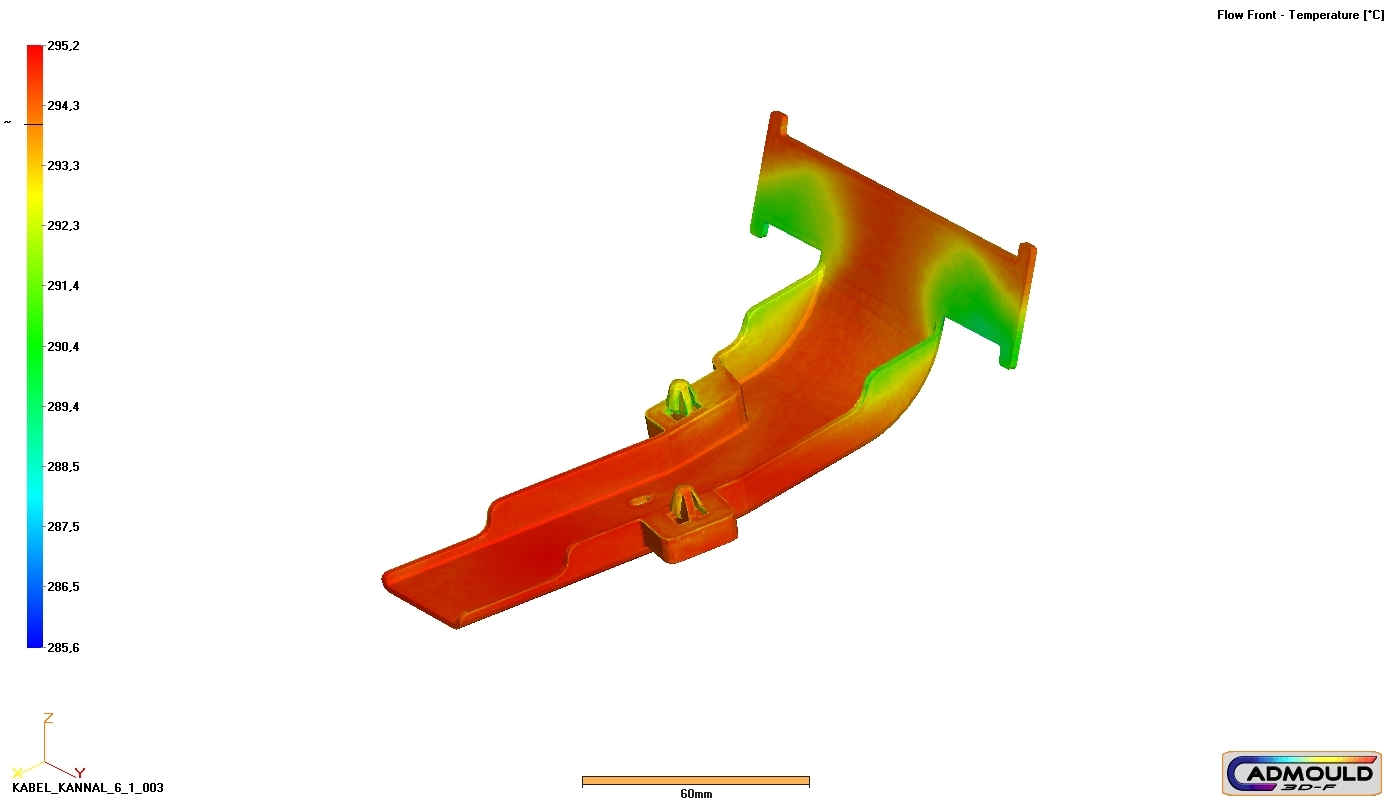 Flow Front - Temperature [°C]
295,2
294,3
~
293,3
292,3
291,4
290,4
289,4
288,5
287,5
286,5
285,6
Z
X
Y
KABEL_KANNAL_6_1_003
60mm
CADMOULD
3D-F